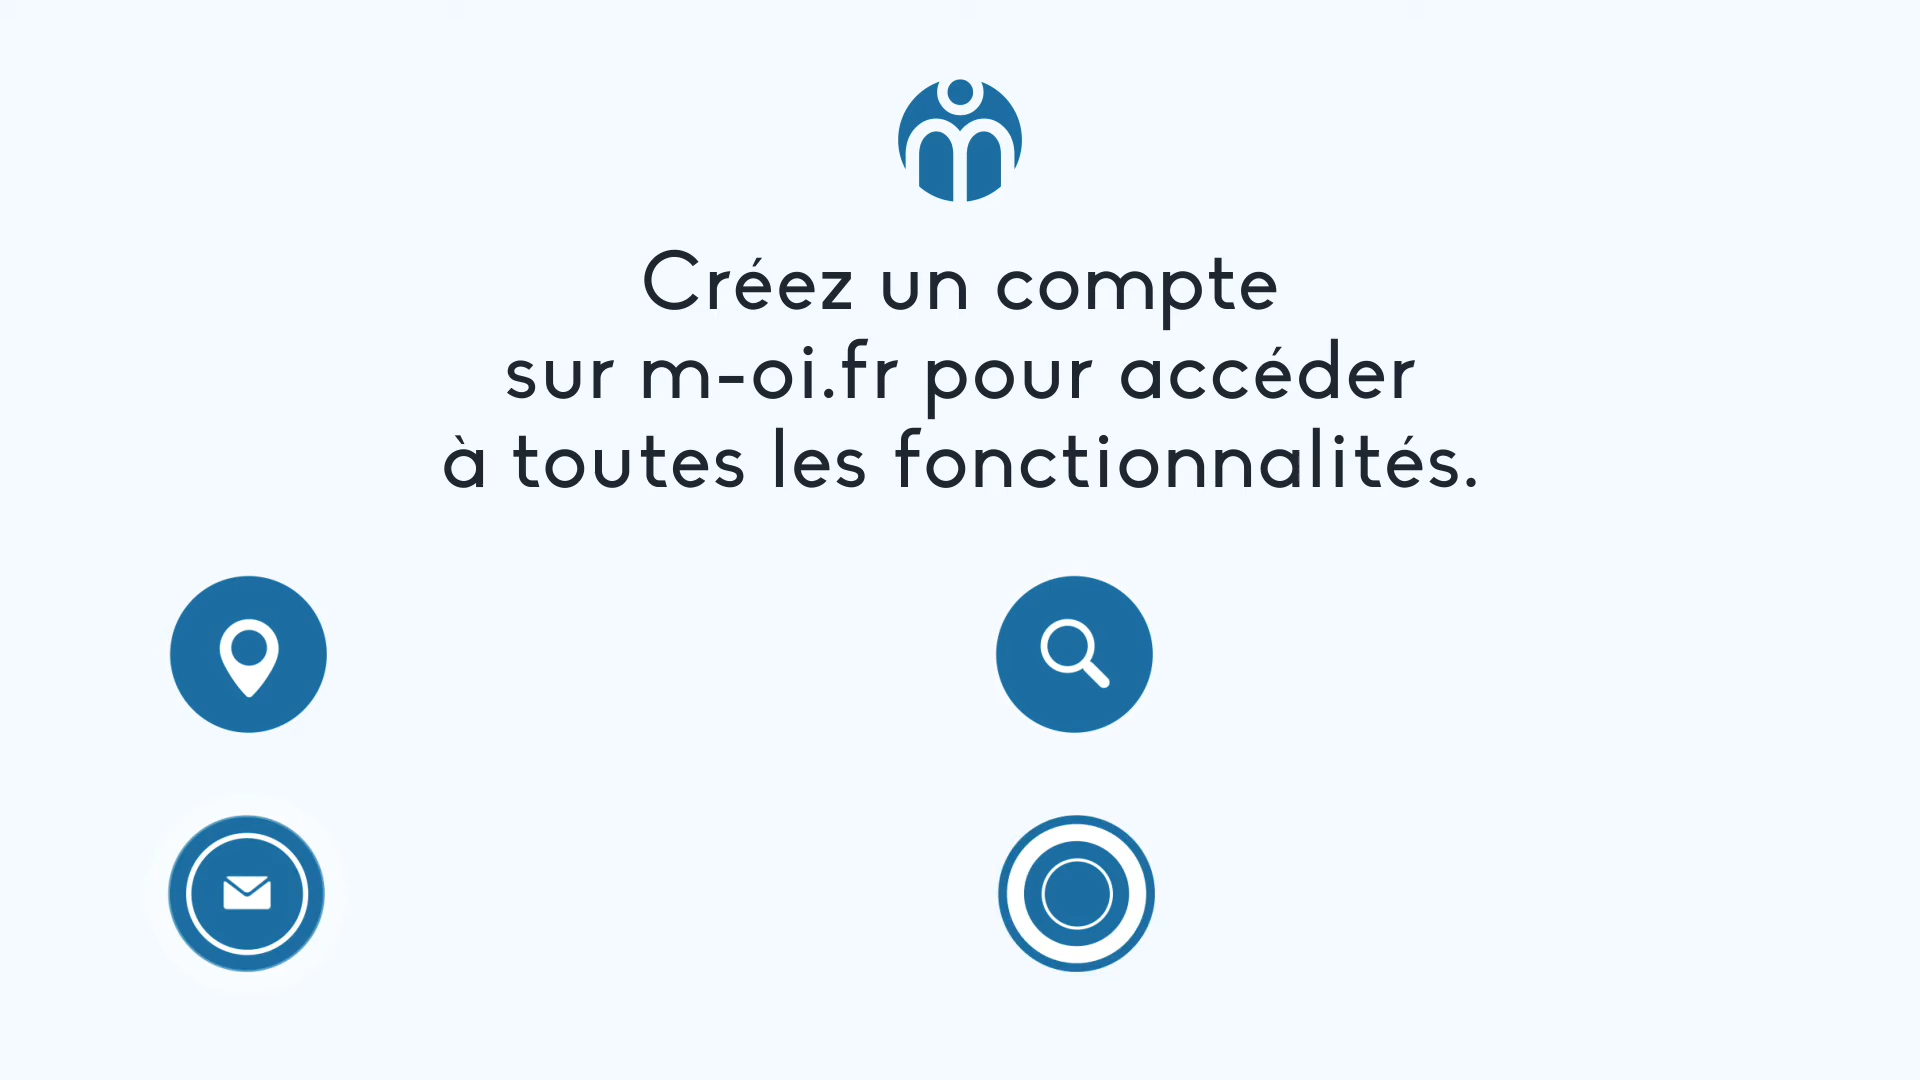 Créez un compte
sur m-oi.fr pour accéder
à toutes les fonctionnalités.